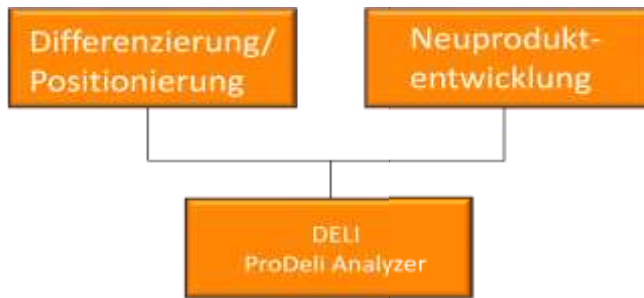 Differenzierung/
Positionierung
Neuprodukt-
entwicklung
DELI
ProDeli Analyzer